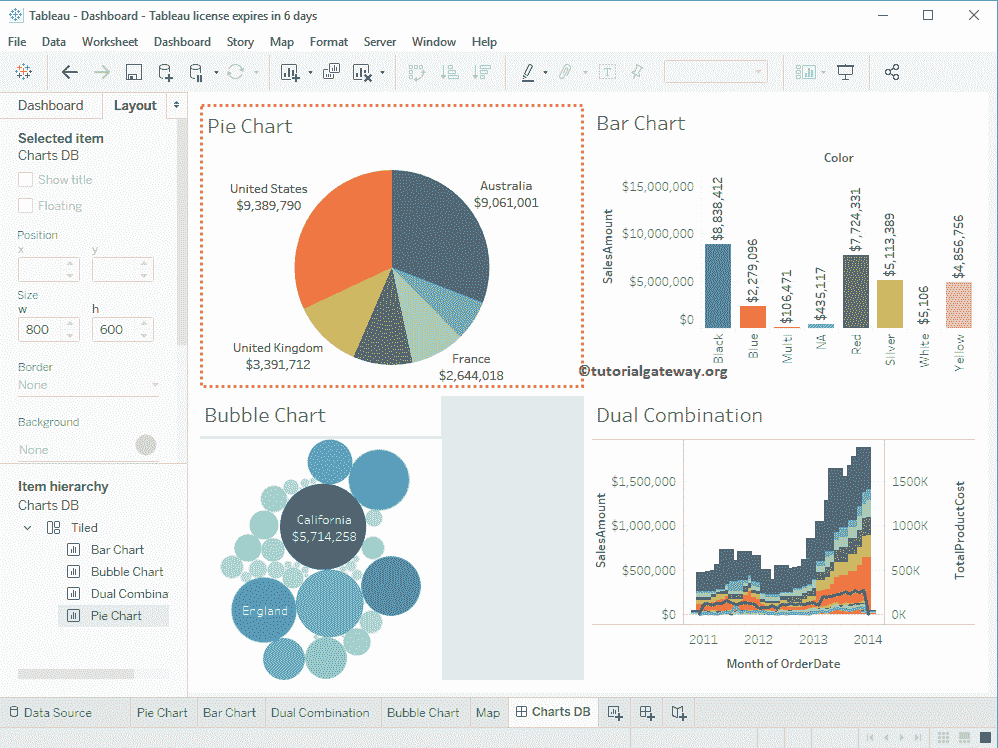 Tableau - Dashboard - Tableau license expires in 6 days
File Data Worksheet Dashboard Story Map Format Server Window Help
Dashboard Layout
Selected item
Charts DB
Show title
Floating
Position
x y
Size
w h
800 600
Border
None
Background
None
Item hierarchy
Charts DB
Tiled
Bar Chart
Bubble Chart
Dual Combina
Pie Chart
Pie Chart
United States
$9,389,790
Australia
$9,061,001
United Kingdom
$3,391,712
France
$2,644,018
Bar Chart
Color
SalesAmount
$15,000,000
$10,000,000
$5,000,000
$0
$8,838,412
$2,279,096
$106,471
$435,117
$7,724,331
$5,113,389
$5,106
$4,856,756
Black
Blue
Multi
NA
Red
Silver
White
Yellow
©tutorialgateway.org
Bubble Chart
California
$5,714,258
England
Dual Combination
SalesAmount
$1,500,000
$1,000,000
$500,000
$0
1500K
1000K
500K
0K
TotalProductCost
2011 2012 2013 2014
Month of OrderDate
Data Source Pie Chart Bar Chart Dual Combination Bubble Chart Map Charts DB